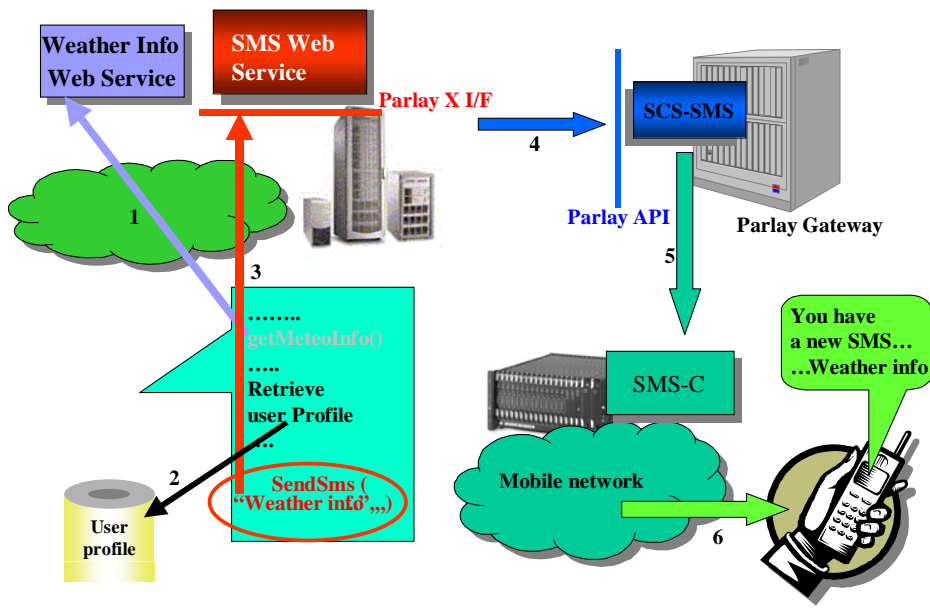 Weather Info
Web Service
SMS Web
Service
Parlay X I/F
SCS-SMS
4
Parlay API
Parlay Gateway
1
3
5
……..
getMeteoInfo()
…..
Retrieve
user Profile
….
2
SendSms (
“Weather info”,,,)
User
profile
SMS-C
Mobile network
6
You have
a new SMS…
…Weather info